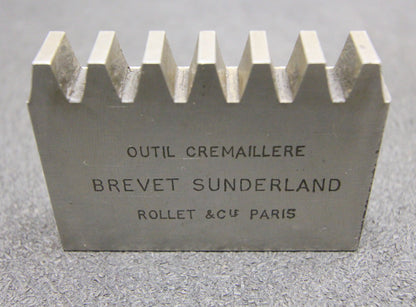 OUTIL CREMAILLERE
BREVET SUNDERLAND
ROLLET & CIE PARIS